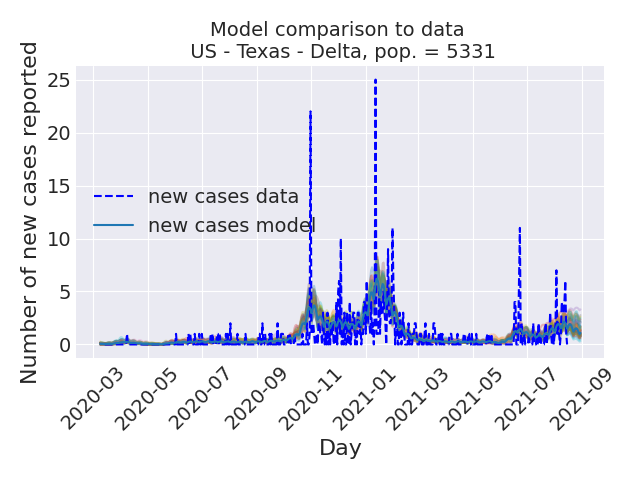 Model comparison to data
US - Texas - Delta, pop. = 5331
Number of new cases reported
25
20
15
10
5
0
new cases data
new cases model
2020-03
2020-05
2020-07
2020-09
2020-11
2021-01
2021-03
2021-05
2021-07
2021-09
Day